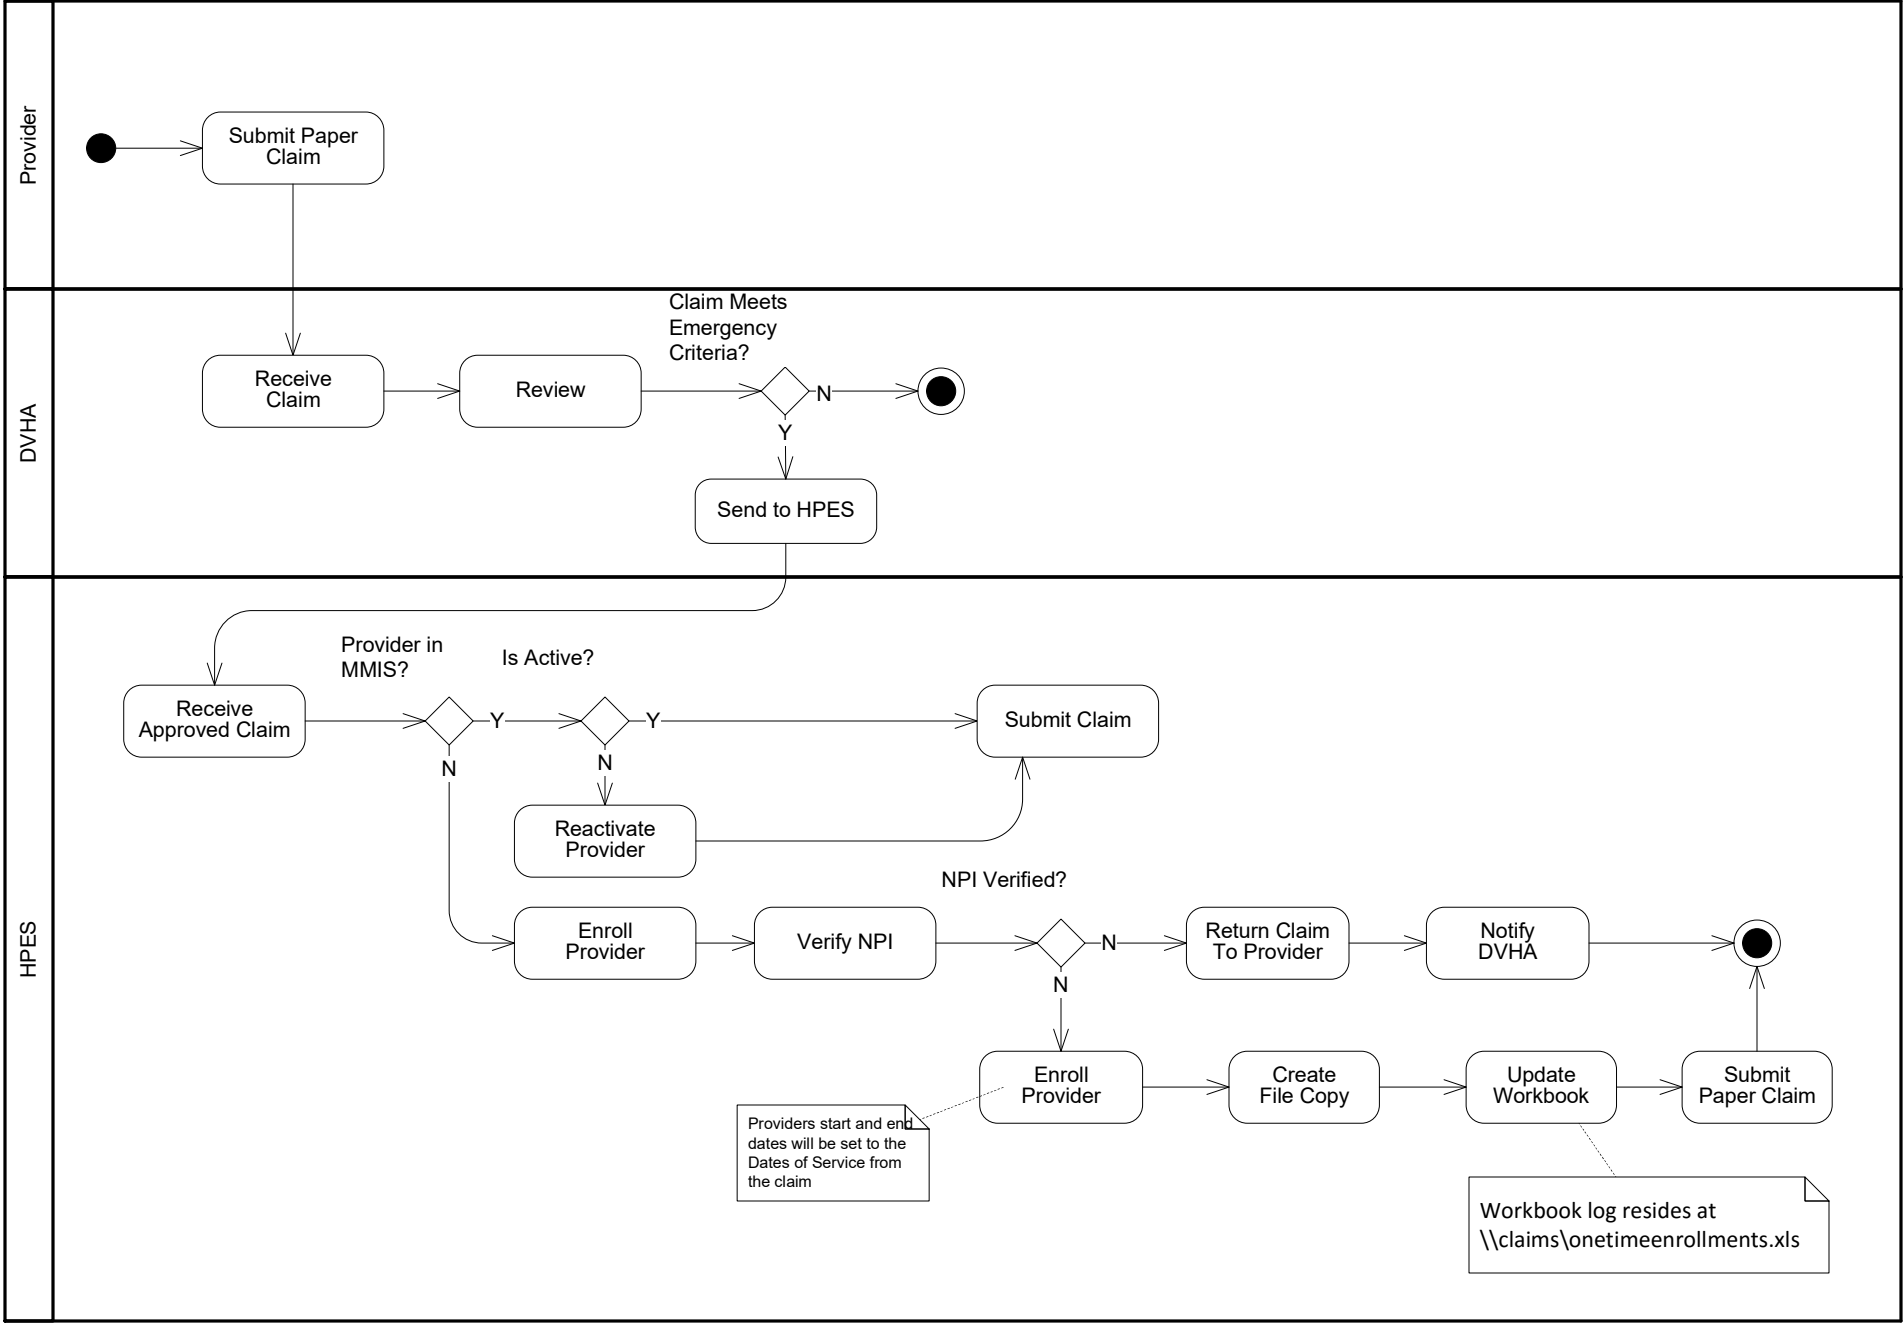 Provider
Submit Paper
Claim
DVHA
Claim Meets
Emergency
Criteria?
Receive
Claim
Review
N
Y
Send to HPES
HPES
Provider in
MMIS?
Is Active?
Receive
Approved Claim
Y
Y
Submit Claim
N
N
Reactivate
Provider
NPI Verified?
Enroll
Provider
Verify NPI
N
Return Claim
To Provider
Notify
DVHA
N
Enroll
Provider
Create
File Copy
Update
Workbook
Submit
Paper Claim
Providers start and end
dates will be set to the
Dates of Service from
the claim
Workbook log resides at
\\claims\onetimeenrollments.xls